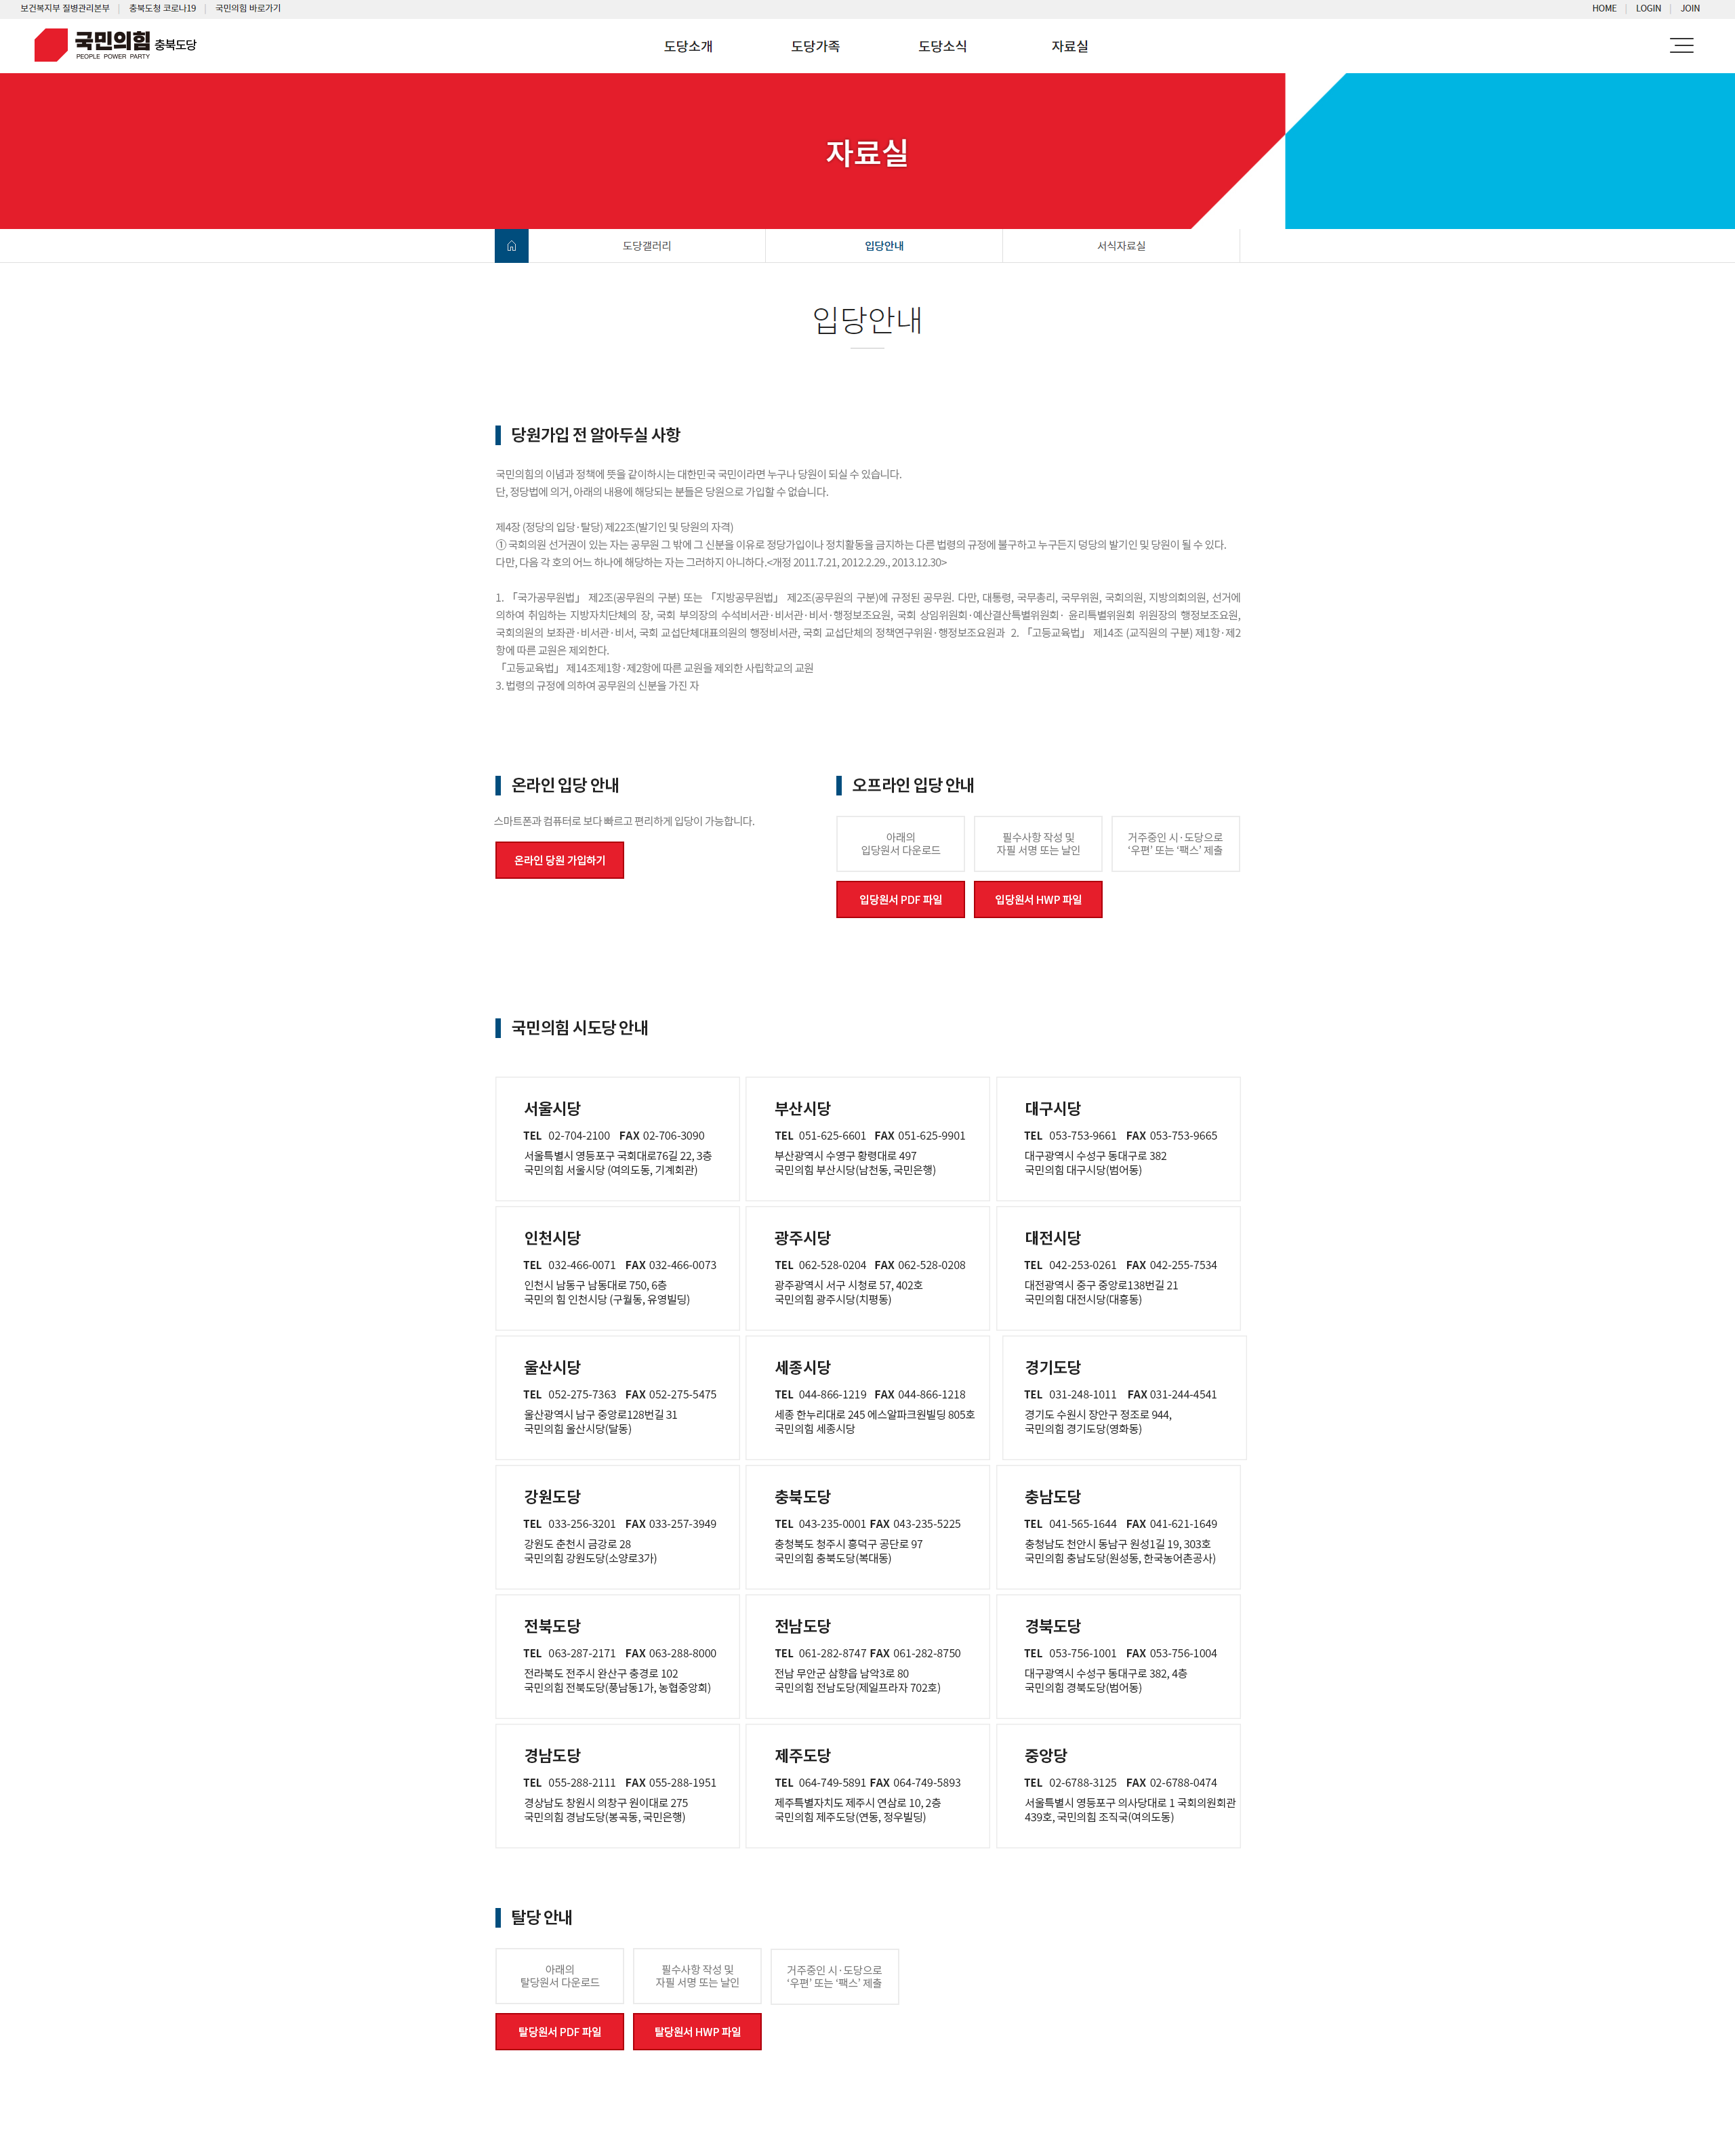 보건복지부 질병관리본부 | 충북도청 코로나19 | 국민의힘 바로가기
HOME | LOGIN | JOIN
국민의힘 충북도당
PEOPLE POWER PARTY
도당소개 도당가족 도당소식 자료실
자료실
도당갤러리 입당안내 서식자료실
입당안내
당원가입 전 알아두실 사항
국민의힘의 이념과 정책에 뜻을 같이하시는 대한민국 국민이라면 누구나 당원이 되실 수 있습니다.
단, 정당법에 의거, 아래의 내용에 해당되는 분들은 당원으로 가입할 수 없습니다.
제4장 (정당의 입당·탈당) 제22조(발기인 및 당원의 자격)
① 국회의원 선거권이 있는 자는 공무원 그 밖에 그 신분을 이유로 정당가입이나 정치활동을 금지하는 다른 법령의 규정에 불구하고 누구든지 덩당의 발기인 및 당원이 될 수 있다.
다만, 다음 각 호의 어느 하나에 해당하는 자는 그러하지 아니하다.<개정 2011.7.21, 2012.2.29., 2013.12.30>
1. 「국가공무원법」 제2조(공무원의 구분) 또는 「지방공무원법」 제2조(공무원의 구분)에 규정된 공무원. 다만, 대통령, 국무총리, 국무위원, 국회의원, 지방의회의원, 선거에
의하여 취임하는 지방자치단체의 장, 국회 부의장의 수석비서관·비서관·비서·행정보조요원, 국회 상임위원회·예산결산특별위원회· 윤리특별위원회 위원장의 행정보조요원,
국회의원의 보좌관·비서관·비서, 국회 교섭단체대표의원의 행정비서관, 국회 교섭단체의 정책연구위원·행정보조요원과 2. 「고등교육법」 제14조 (교직원의 구분) 제1항·제2
항에 따른 교원은 제외한다.
「고등교육법」 제14조제1항·제2항에 따른 교원을 제외한 사립학교의 교원
3. 법령의 규정에 의하여 공무원의 신분을 가진 자
온라인 입당 안내
스마트폰과 컴퓨터로 보다 빠르고 편리하게 입당이 가능합니다.
온라인 당원 가입하기
오프라인 입당 안내
아래의
입당원서 다운로드
필수사항 작성 및
자필 서명 또는 날인
거주중인 시·도당으로
‘우편’ 또는 ‘팩스’ 제출
입당원서 PDF 파일
입당원서 HWP 파일
국민의힘 시도당 안내
서울시당
TEL 02-704-2100 FAX 02-706-3090
서울특별시 영등포구 국회대로76길 22, 3층
국민의힘 서울시당 (여의도동, 기계회관)
부산시당
TEL 051-625-6601 FAX 051-625-9901
부산광역시 수영구 황령대로 497
국민의힘 부산시당(남천동, 국민은행)
대구시당
TEL 053-753-9661 FAX 053-753-9665
대구광역시 수성구 동대구로 382
국민의힘 대구시당(범어동)
인천시당
TEL 032-466-0071 FAX 032-466-0073
인천시 남동구 남동대로 750, 6층
국민의 힘 인천시당 (구월동, 유영빌딩)
광주시당
TEL 062-528-0204 FAX 062-528-0208
광주광역시 서구 시청로 57, 402호
국민의힘 광주시당(치평동)
대전시당
TEL 042-253-0261 FAX 042-255-7534
대전광역시 중구 중앙로138번길 21
국민의힘 대전시당(대흥동)
울산시당
TEL 052-275-7363 FAX 052-275-5475
울산광역시 남구 중앙로128번길 31
국민의힘 울산시당(달동)
세종시당
TEL 044-866-1219 FAX 044-866-1218
세종 한누리대로 245 에스알파크원빌딩 805호
국민의힘 세종시당
경기도당
TEL 031-248-1011 FAX 031-244-4541
경기도 수원시 장안구 정조로 944,
국민의힘 경기도당(영화동)
강원도당
TEL 033-256-3201 FAX 033-257-3949
강원도 춘천시 금강로 28
국민의힘 강원도당(소양로3가)
충북도당
TEL 043-235-0001 FAX 043-235-5225
충청북도 청주시 흥덕구 공단로 97
국민의힘 충북도당(복대동)
충남도당
TEL 041-565-1644 FAX 041-621-1649
충청남도 천안시 동남구 원성1길 19, 303호
국민의힘 충남도당(원성동, 한국농어촌공사)
전북도당
TEL 063-287-2171 FAX 063-288-8000
전라북도 전주시 완산구 충경로 102
국민의힘 전북도당(풍남동1가, 농협중앙회)
전남도당
TEL 061-282-8747 FAX 061-282-8750
전남 무안군 삼향읍 남악3로 80
국민의힘 전남도당(제일프라자 702호)
경북도당
TEL 053-756-1001 FAX 053-756-1004
대구광역시 수성구 동대구로 382, 4층
국민의힘 경북도당(범어동)
경남도당
TEL 055-288-2111 FAX 055-288-1951
경상남도 창원시 의창구 원이대로 275
국민의힘 경남도당(봉곡동, 국민은행)
제주도당
TEL 064-749-5891 FAX 064-749-5893
제주특별자치도 제주시 연삼로 10, 2층
국민의힘 제주도당(연동, 정우빌딩)
중앙당
TEL 02-6788-3125 FAX 02-6788-0474
서울특별시 영등포구 의사당대로 1 국회의원회관
439호, 국민의힘 조직국(여의도동)
탈당 안내
아래의
탈당원서 다운로드
필수사항 작성 및
자필 서명 또는 날인
거주중인 시·도당으로
‘우편’ 또는 ‘팩스’ 제출
탈당원서 PDF 파일
탈당원서 HWP 파일